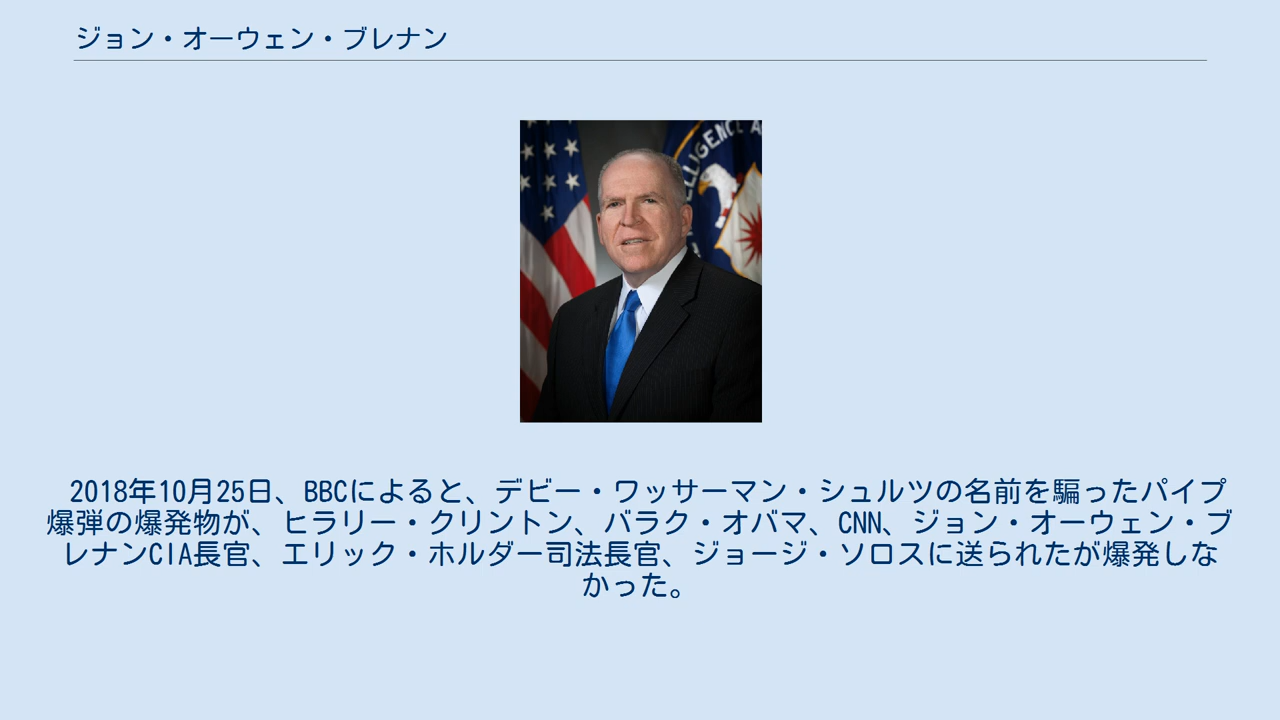 ジョン・オーウェン・ブレナン
LLIGENCE A
2018年10月25日、BBCによると、デビー・ワッサーマン・シュルツの名前を騙ったパイプ
爆弾の爆発物が、ヒラリー・クリントン、バラク・オバマ、CNN、ジョン・オーウェン・ブ
レナンCIA長官、エリック・ホルダー司法長官、ジョージ・ソロスに送られたが爆発しな
かった。